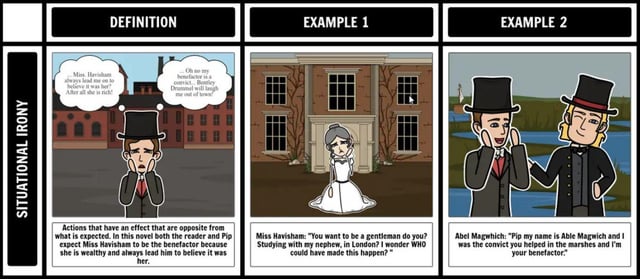 DEFINITION
EXAMPLE 1
EXAMPLE 2
SITUATIONAL IRONY
... Miss. Havisham
always lead me on to
believe it was her?
After all she is rich!
... Oh no my
benefactor is a
convict... Bentley
Drummel will laugh
me out of town!
Actions that have an effect that are opposite from
what is expected. In this novel both the reader and Pip
expect Miss Havisham to be the benefactor because
she is wealthy and always lead him to believe it was
her.
Miss Havisham: "You want to be a gentleman do you?
Studying with my nephew, in London? I wonder WHO
could have made this happen? "
Abel Magwhich: "Pip my name is Able Magwich and I
was the convict you helped in the marshes and I'm
your benefactor."